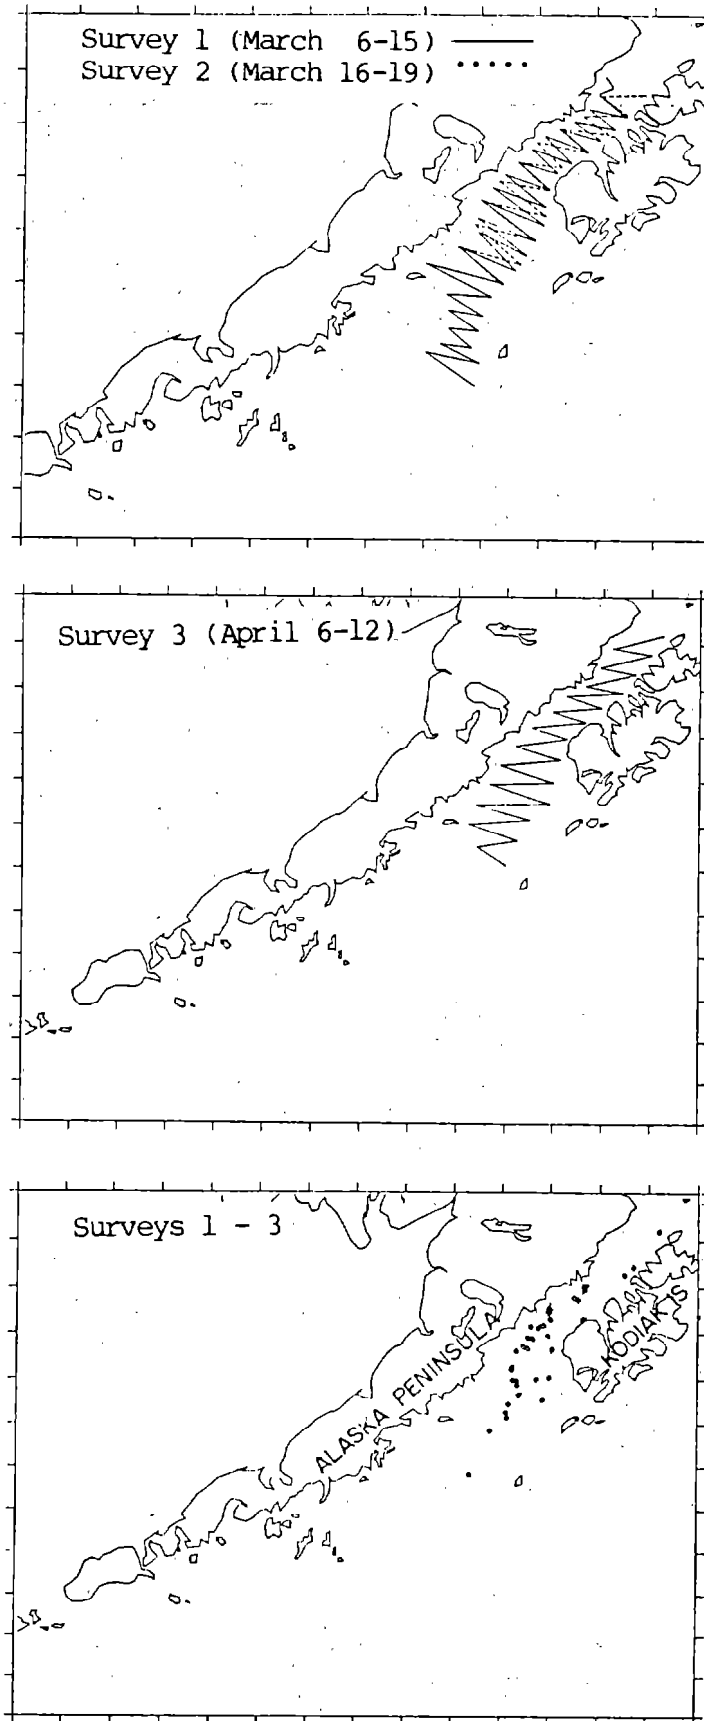 Survey 1 (March 6-15)
Survey 2 (March 16-19)
Survey 3 (April 6-12)
Surveys 1 - 3
ALASKA PENINSULA
KODIAK IS